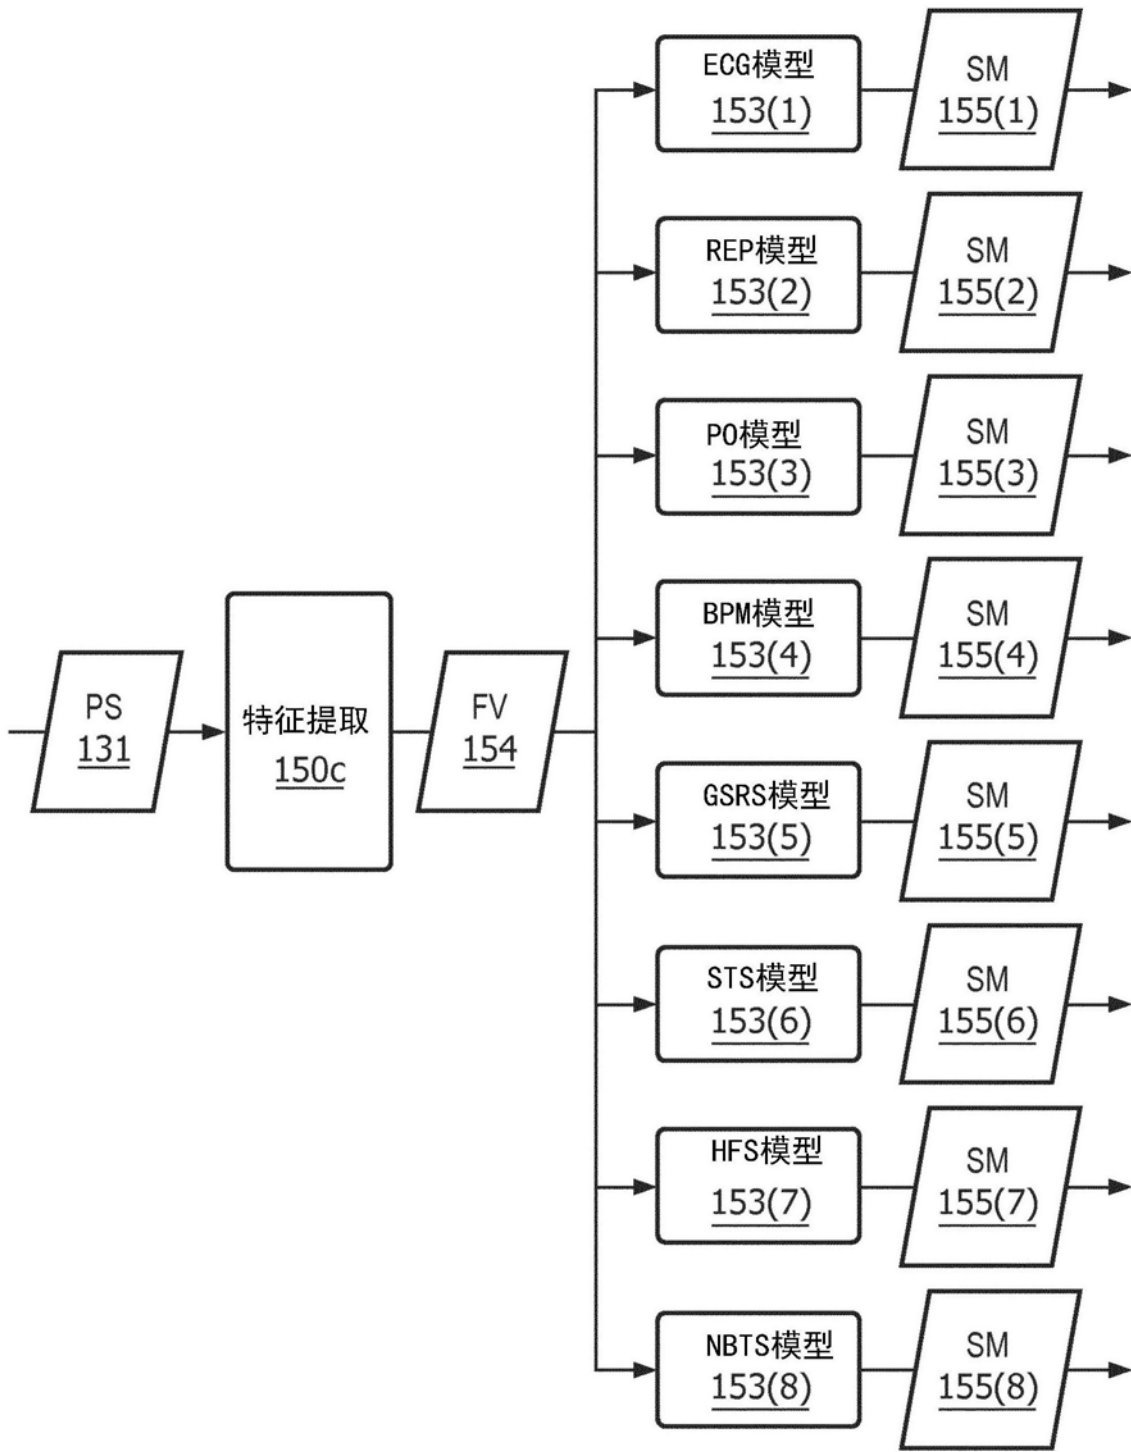 ECG模型
153(1)
SM
155(1)
REP模型
153(2)
SM
155(2)
PO模型
153(3)
SM
155(3)
BPM模型
153(4)
SM
155(4)
PS
131
特征提取
150c
FV
154
GSRS模型
153(5)
SM
155(5)
STS模型
153(6)
SM
155(6)
HFS模型
153(7)
SM
155(7)
NBTS模型
153(8)
SM
155(8)